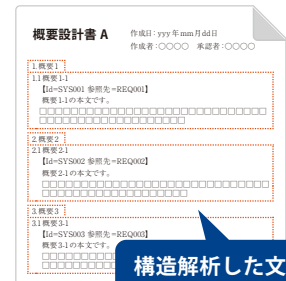 概要設計書 A
作成日：yyy 年 mm月dd日
作成者：〇〇〇〇　承認者：〇〇〇〇
1.概要1
1.1 概要1-1
【Id=SYS001 参照先=REQ001】
概要1-1の本文です。
□□□□□□□□□□□□□□□□□□□□□□□□□□□
□□□□□□□□□□□□□□□□□
2.概要2
2.1 概要2-1
【Id=SYS002 参照先=REQ002】
概要2-1の本文です。
□□□□□□□□□□□□□□□□□□□□□□□□□□□
□□□□□□□□□□□□□□□□□
3.概要3
3.1 概要3-1
【Id=SYS003 参照先=REQ003】
概要3-1の本文です。
□□□□□□□□□
□□□□□□□□□
構造解析した文